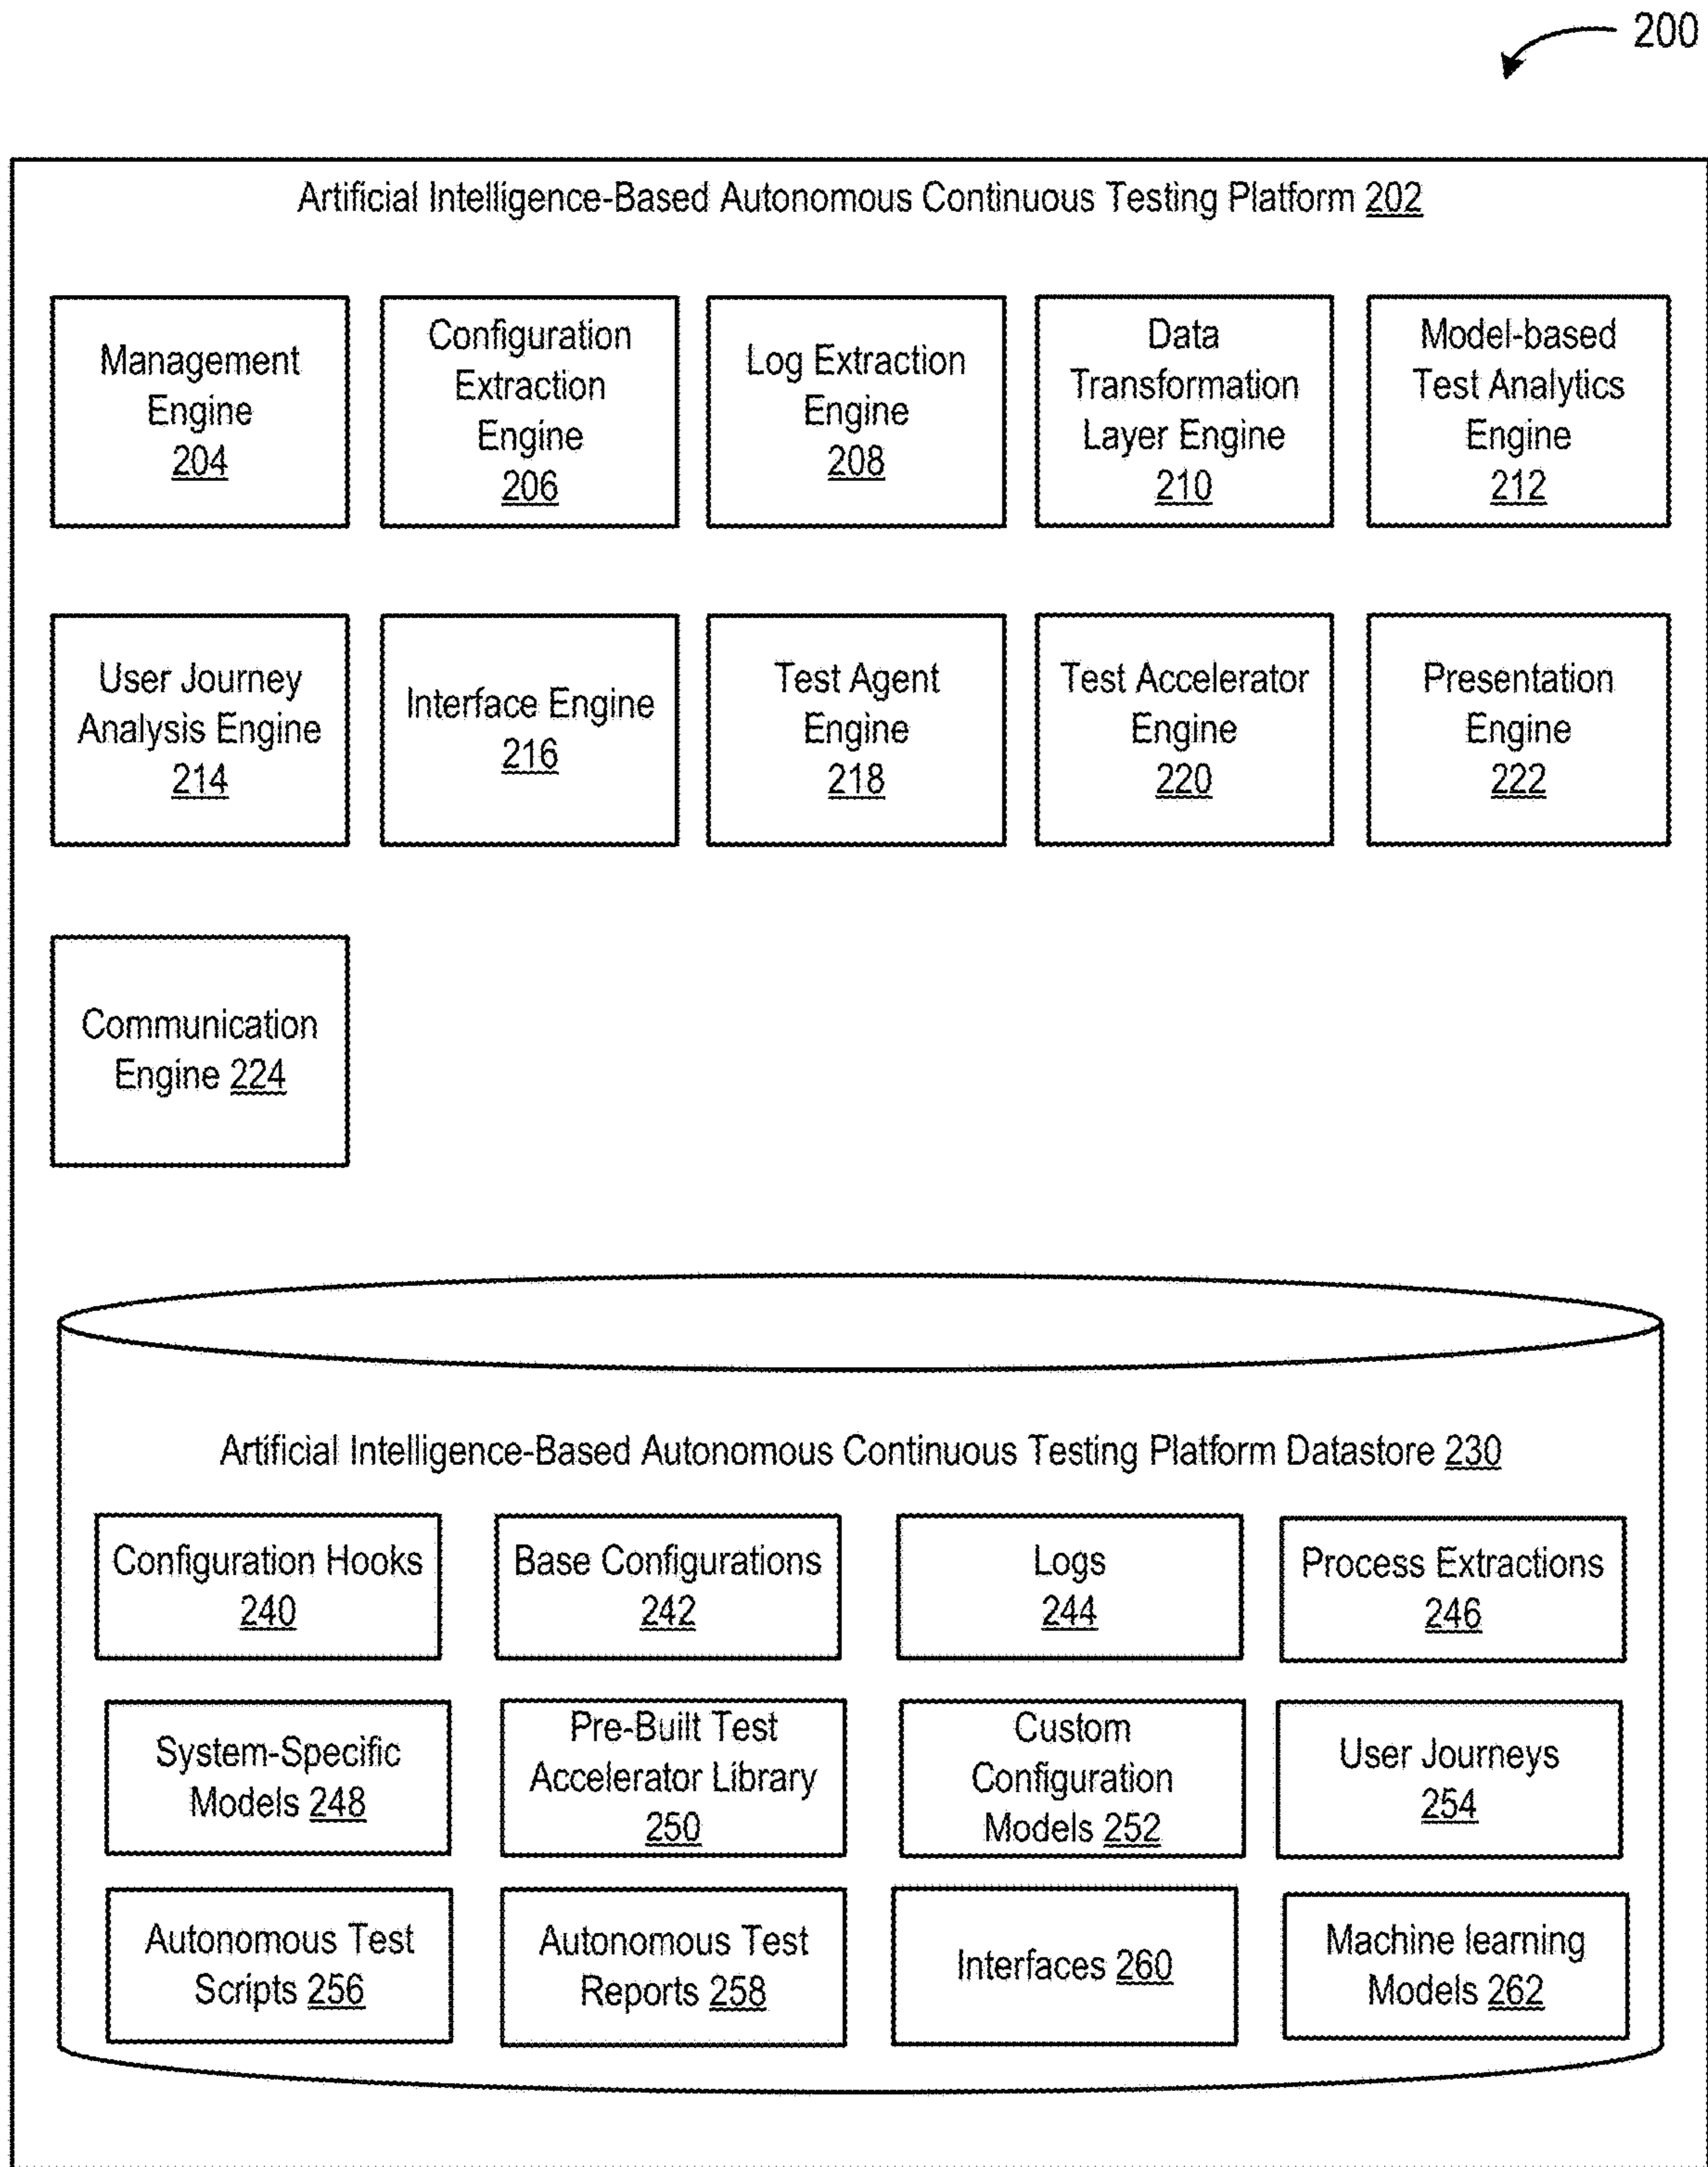 200
Artificial Intelligence-Based Autonomous Continuous Testing Platform 202
Management
Engine
204
Configuration
Extraction
Engine
206
Log Extraction
Engine
208
Data
Transformation
Layer Engine
210
Model-based
Test Analytics
Engine
212
User Journey
Analysis Engine
214
Interface Engine
216
Test Agent
Engine
218
Test Accelerator
Engine
220
Presentation
Engine
222
Communication
Engine 224
Artificial Intelligence-Based Autonomous Continuous Testing Platform Datastore 230
Configuration Hooks
240
Base Configurations
242
Logs
244
Process Extractions
246
System-Specific
Models 248
Pre-Built Test
Accelerator Library
250
Custom
Configuration
Models 252
User Journeys
254
Autonomous Test
Scripts 256
Autonomous Test
Reports 258
Interfaces 260
Machine learning
Models 262